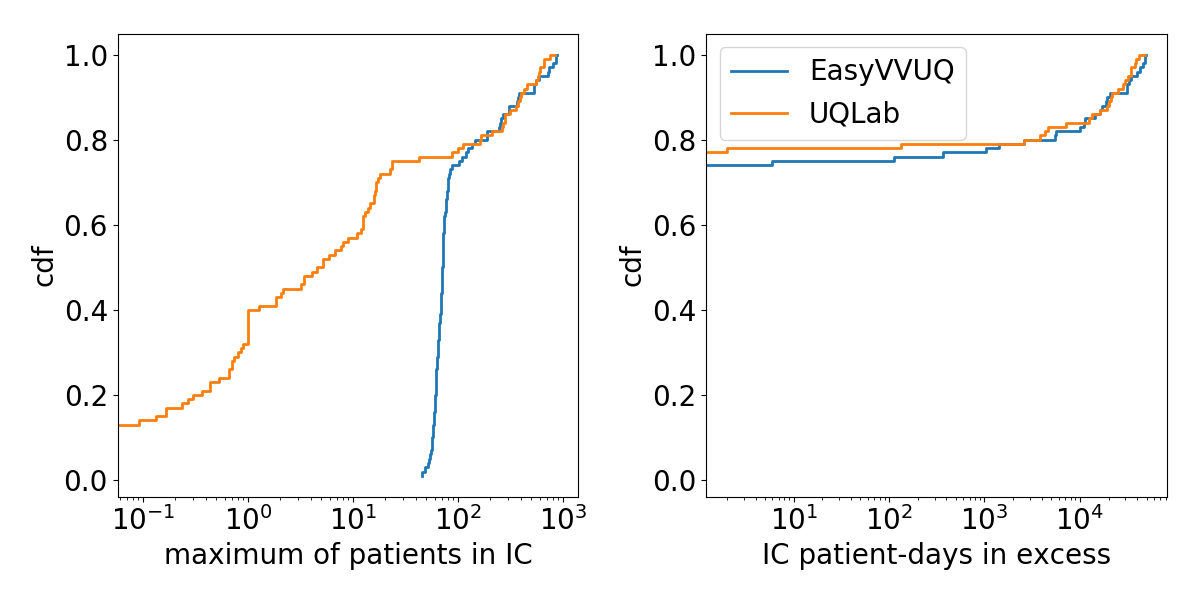 1.0
0.8
0.6
0.4
0.2
0.0
cdf
10⁻¹ 10⁰ 10¹ 10² 10³
maximum of patients in IC
EasyVVUQ
UQLab
1.0
0.8
0.6
0.4
0.2
0.0
cdf
10¹ 10² 10³ 10⁴
IC patient-days in excess